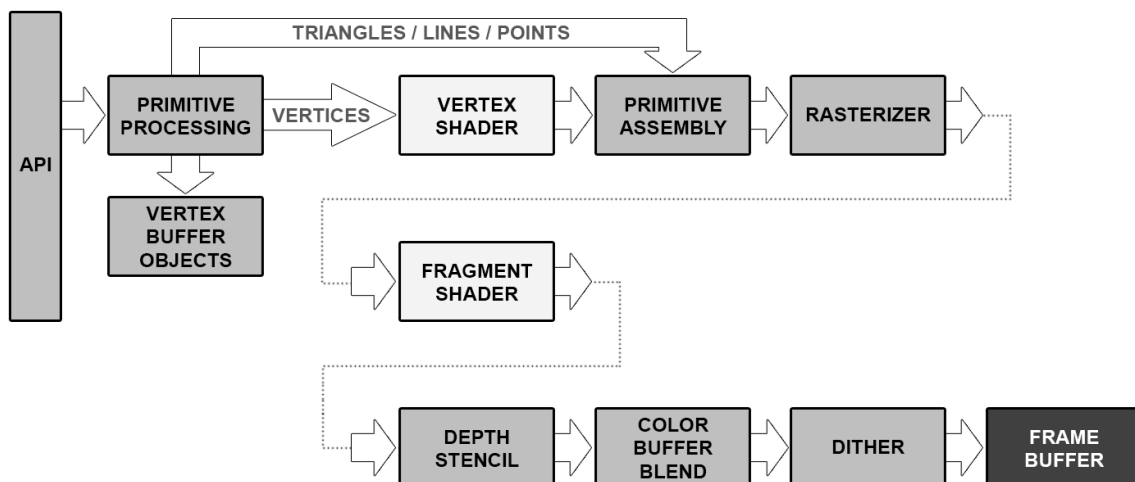 TRIANGLES / LINES / POINTS
API
PRIMITIVE
PROCESSING
VERTICES
VERTEX
SHADER
PRIMITIVE
ASSEMBLY
RASTERIZER
VERTEX
BUFFER
OBJECTS
FRAGMENT
SHADER
DEPTH
STENCIL
COLOR
BUFFER
BLEND
DITHER
FRAME
BUFFER